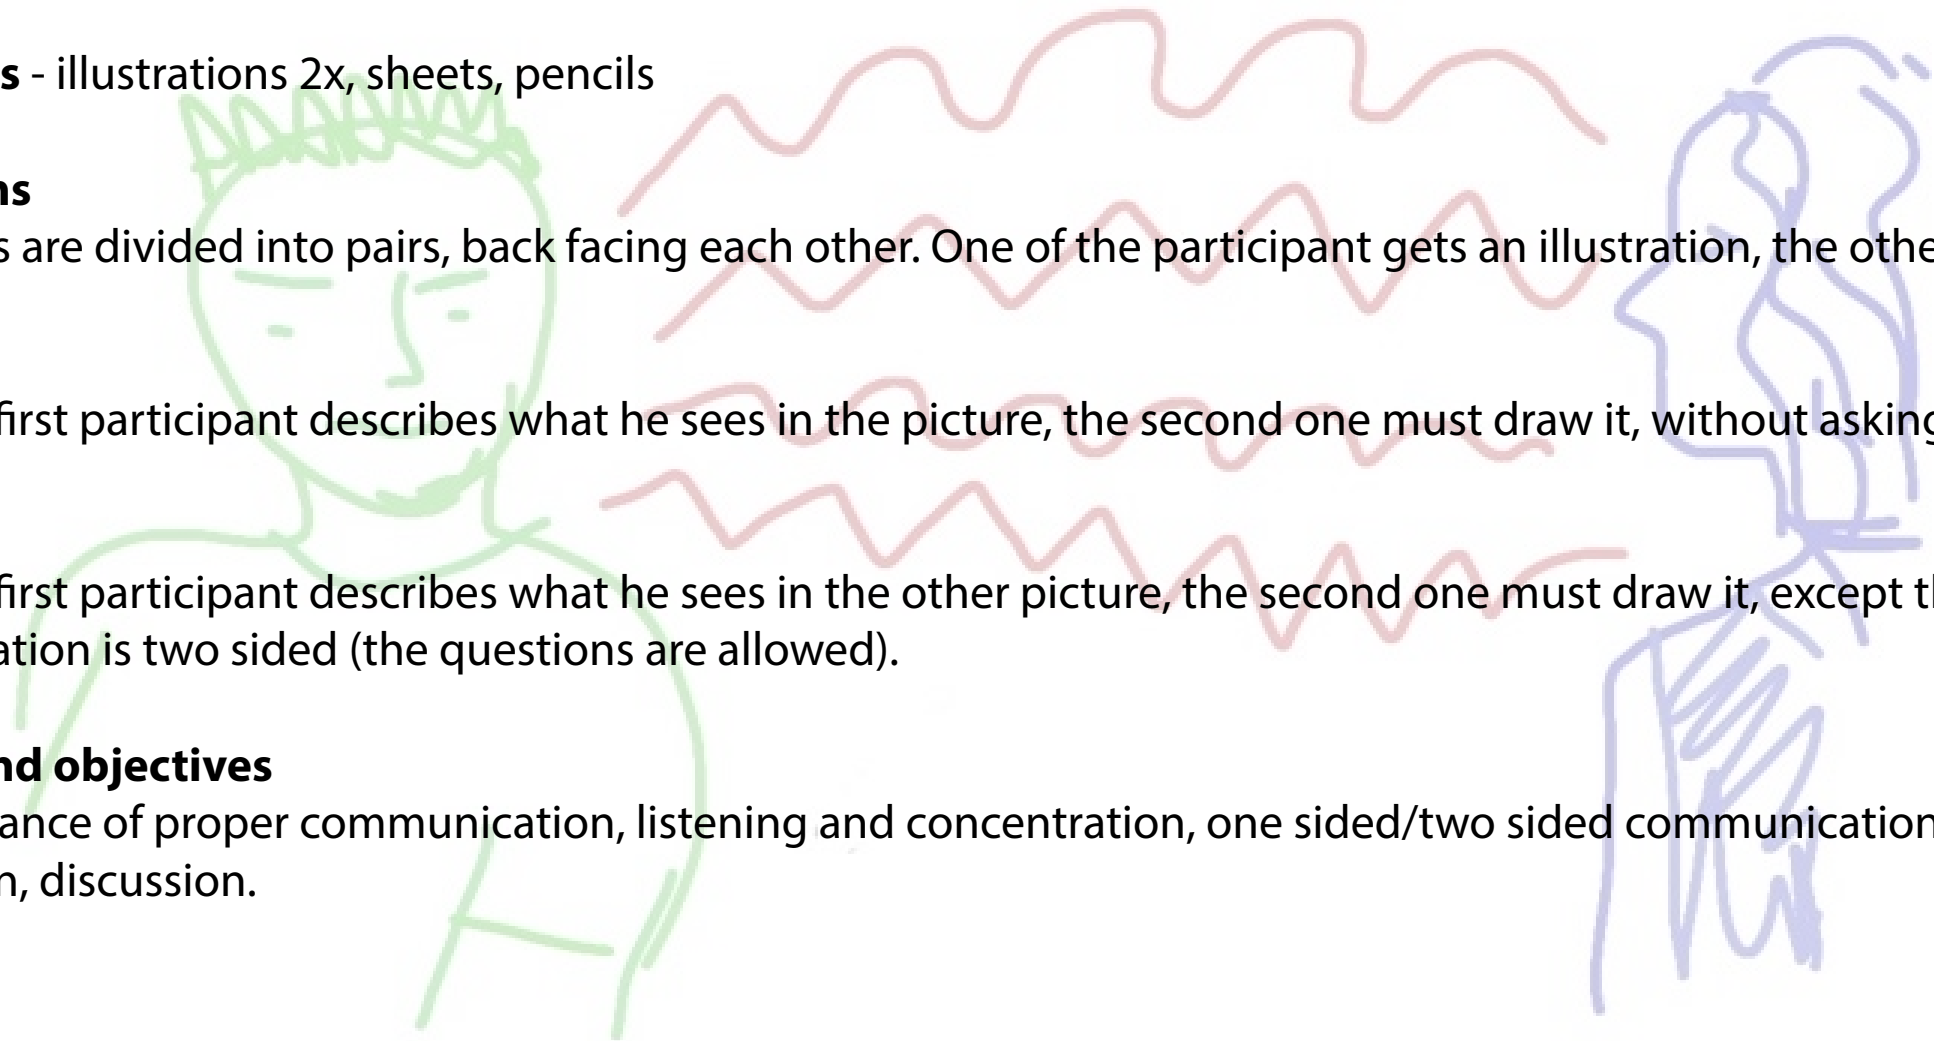 s - illustrations 2x, sheets, pencils
ns
s are divided into pairs, back facing each other. One of the participant gets an illustration, the othe
first participant describes what he sees in the picture, the second one must draw it, without asking
first participant describes what he sees in the other picture, the second one must draw it, except th
ation is two sided (the questions are allowed).
nd objectives
ance of proper communication, listening and concentration, one sided/two sided communication
n, discussion.